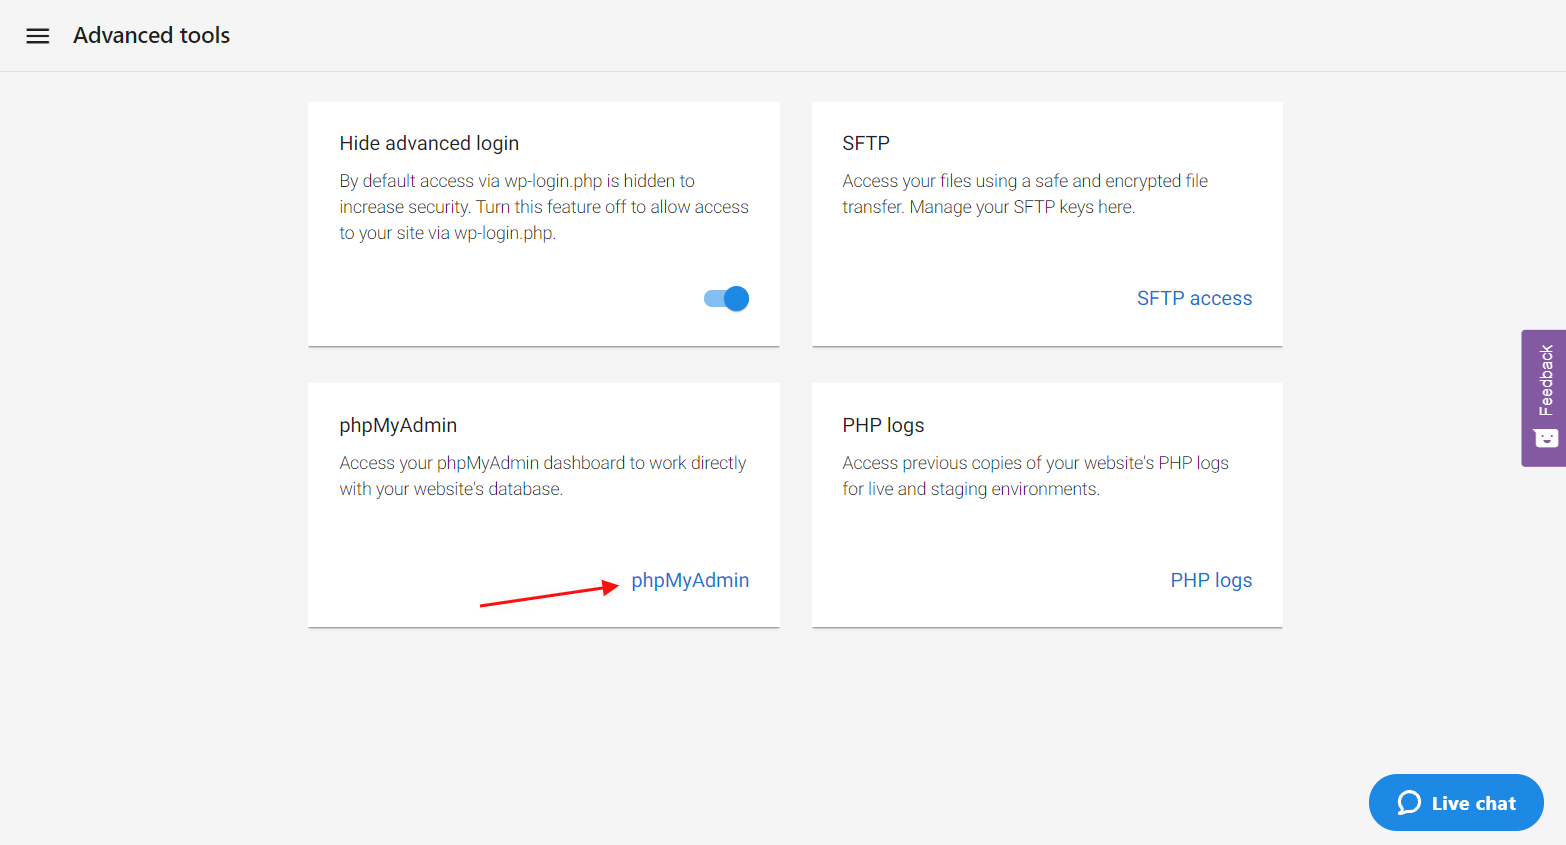 Advanced tools
Hide advanced login
By default access via wp-login.php is hidden to
increase security. Turn this feature off to allow access
to your site via wp-login.php.
SFTP
Access your files using a safe and encrypted file
transfer. Manage your SFTP keys here.
SFTP access
phpMyAdmin
Access your phpMyAdmin dashboard to work directly
with your website's database.
phpMyAdmin
PHP logs
Access previous copies of your website's PHP logs
for live and staging environments.
PHP logs
Feedback
Live chat